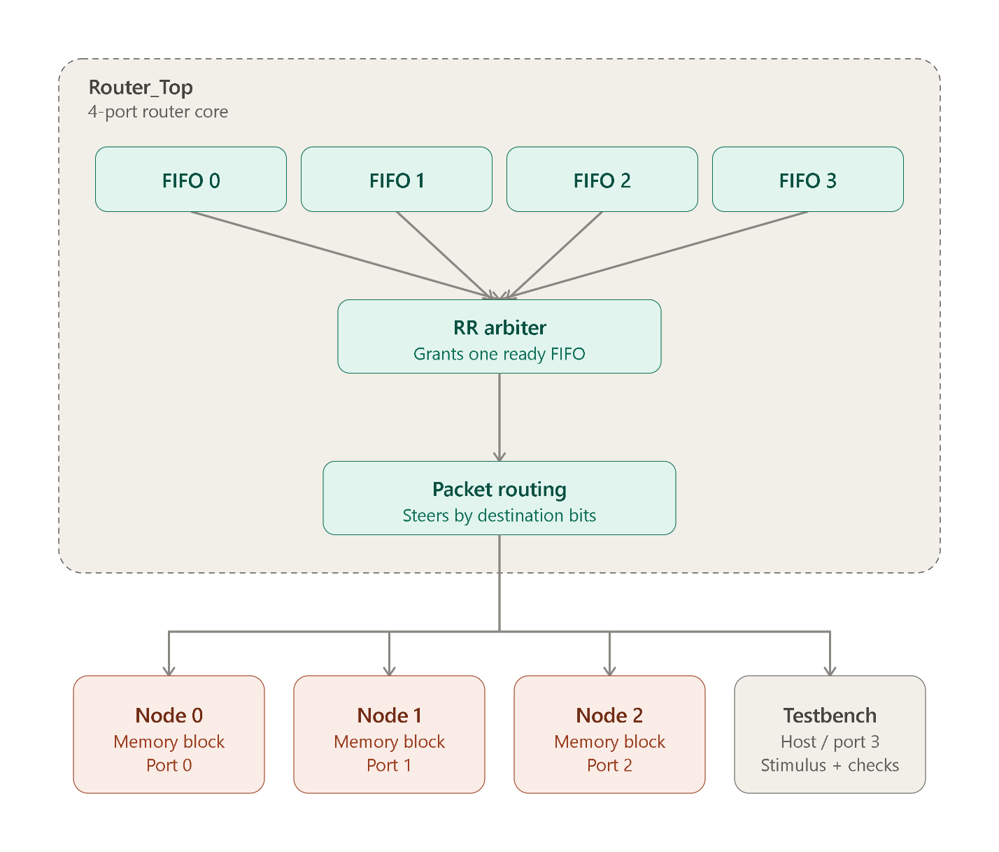 Router_Top
4-port router core
FIFO 0
FIFO 1
FIFO 2
FIFO 3
RR arbiter
Grants one ready FIFO
Packet routing
Steers by destination bits
Node 0
Memory block
Port 0
Node 1
Memory block
Port 1
Node 2
Memory block
Port 2
Testbench
Host / port 3
Stimulus + checks